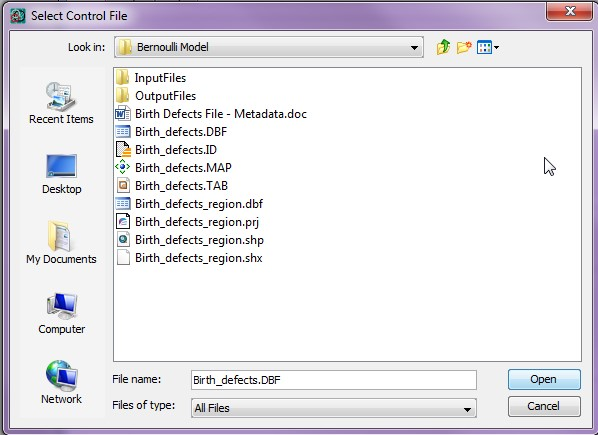 Select Control File
Look in: Bernoulli Model
Recent Items
Desktop
My Documents
Computer
Network
InputFiles
OutputFiles
Birth Defects File - Metadata.doc
Birth_defects.DBF
Birth_defects.ID
Birth_defects.MAP
Birth_defects.TAB
Birth_defects_region.dbf
Birth_defects_region.prj
Birth_defects_region.shp
Birth_defects_region.shx
File name: Birth_defects.DBF Open
Files of type: All Files Cancel